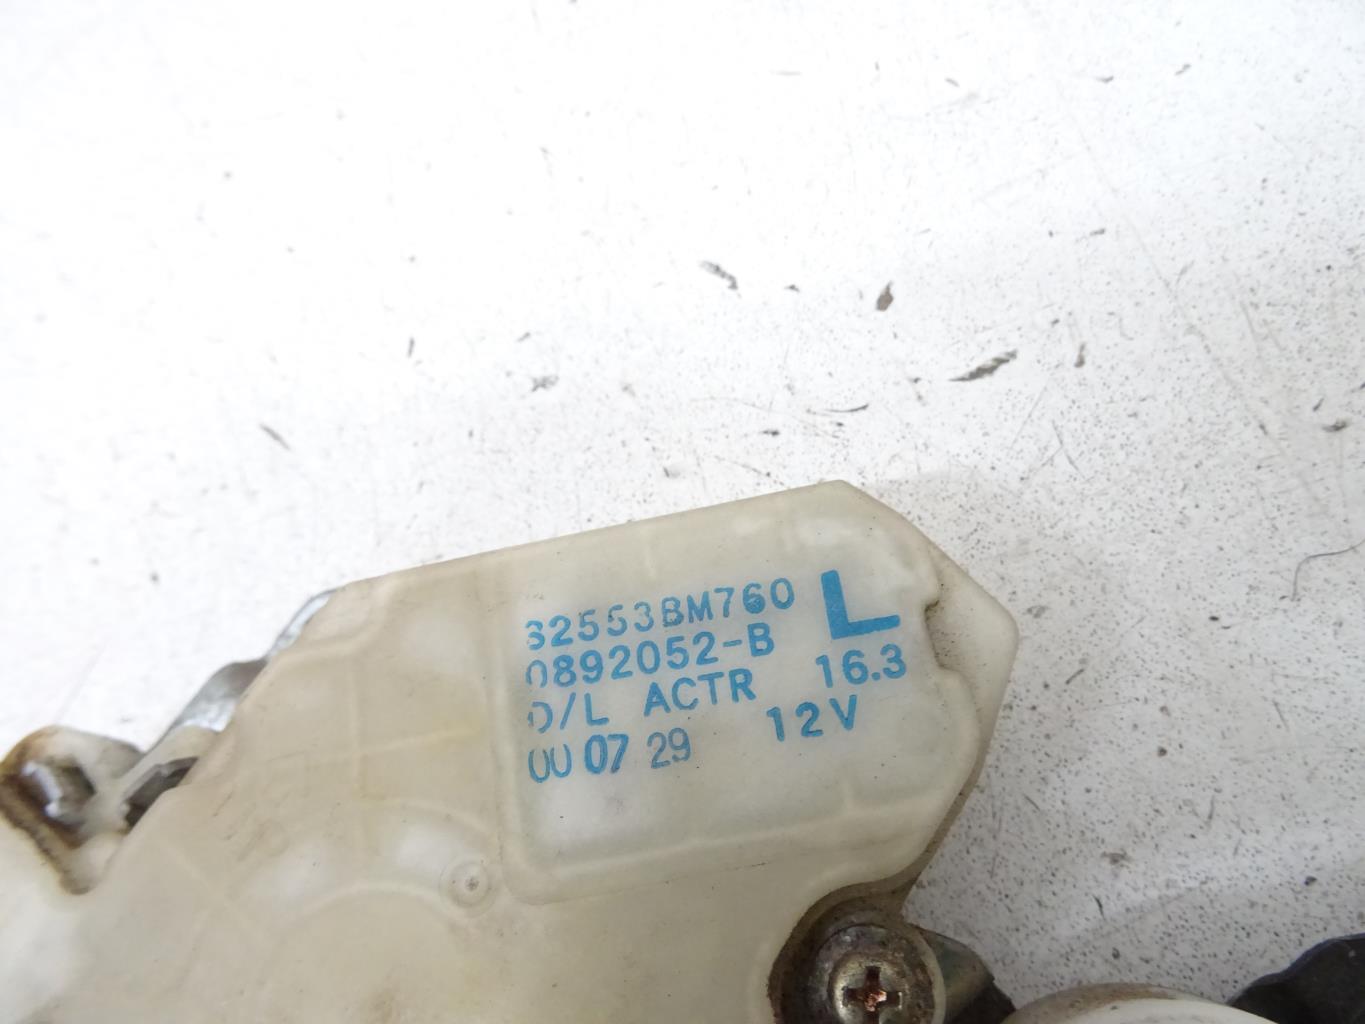 32553BM760 L
0892052-B 16.3
D/L ACTR 12V
00 07 29